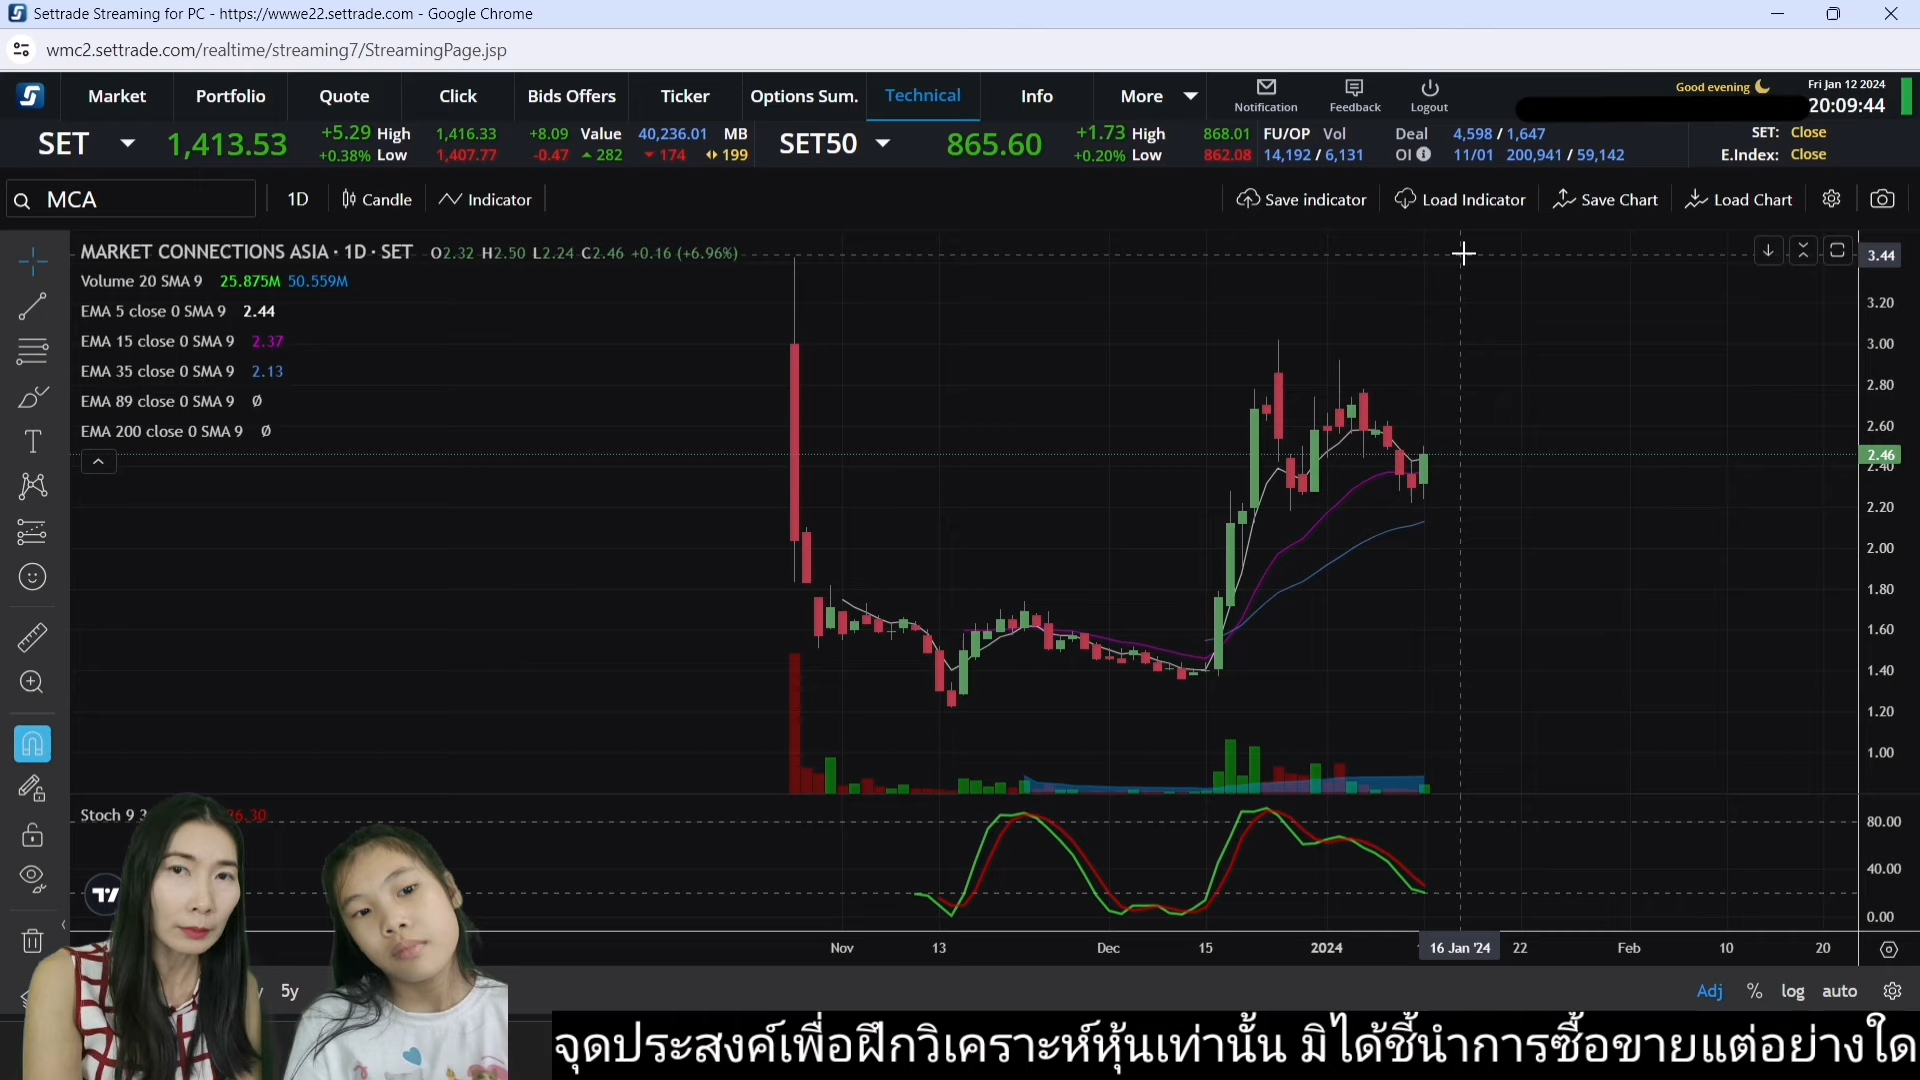 Settrade Streaming for PC - https://wwwe22.settrade.com - Google Chrome
wmc2.settrade.com/realtime/streaming7/StreamingPage.jsp
Market Portfolio Quote Click Bids Offers Ticker Options Sum. Technical Info More Notification Feedback Logout
Good evening Fri Jan 12 2024
20:09:44
SET 1,413.53 +5.29 High 1,416.33 +8.09 Value 40,236.01 MB SET50 865.60 +1.73 High 868.01 FU/OP Vol Deal 4,598 / 1,647 SET: Close
+0.38% Low 1,407.77 -0.47 282 174 199 +0.20% Low 862.08 14,192 / 6,131 OI 11/01 200,941 / 59,142 E.Index: Close
MCA 1D Candle Indicator Save indicator Load Indicator Save Chart Load Chart
MARKET CONNECTIONS ASIA · 1D · SET O2.32 H2.50 L2.24 C2.46 +0.16 (+6.96%)
Volume 20 SMA 9 25.875M 50.559M
EMA 5 close 0 SMA 9 2.44
EMA 15 close 0 SMA 9 2.37
EMA 35 close 0 SMA 9 2.13
EMA 89 close 0 SMA 9 Ø
EMA 200 close 0 SMA 9 Ø
3.44
3.20
3.00
2.80
2.60
2.46
2.40
2.20
2.00
1.80
1.60
1.40
1.20
1.00
Stoch 9 3
80.00
40.00
0.00
Nov 13 Dec 15 2024 16 Jan '24 22 Feb 10 20
5y Adj % log auto
จุดประสงค์เพื่อฝึกวิเคราะห์หุ้นเท่านั้น มิได้ชี้นำการซื้อขายแต่อย่างใด